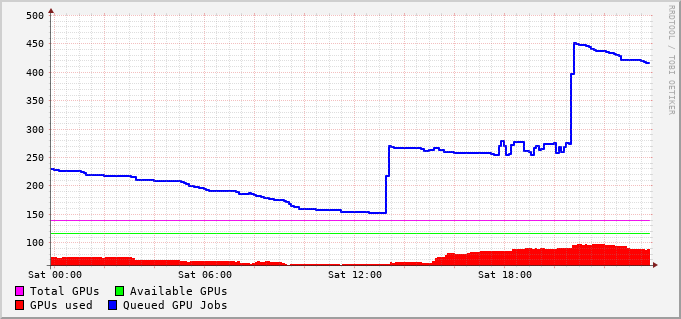 500
450
400
350
300
250
200
150
100
Sat 00:00 Sat 06:00 Sat 12:00 Sat 18:00
Total GPUs Available GPUs
GPUs used Queued GPU Jobs
RRDTOOL / TOBI OETIKER